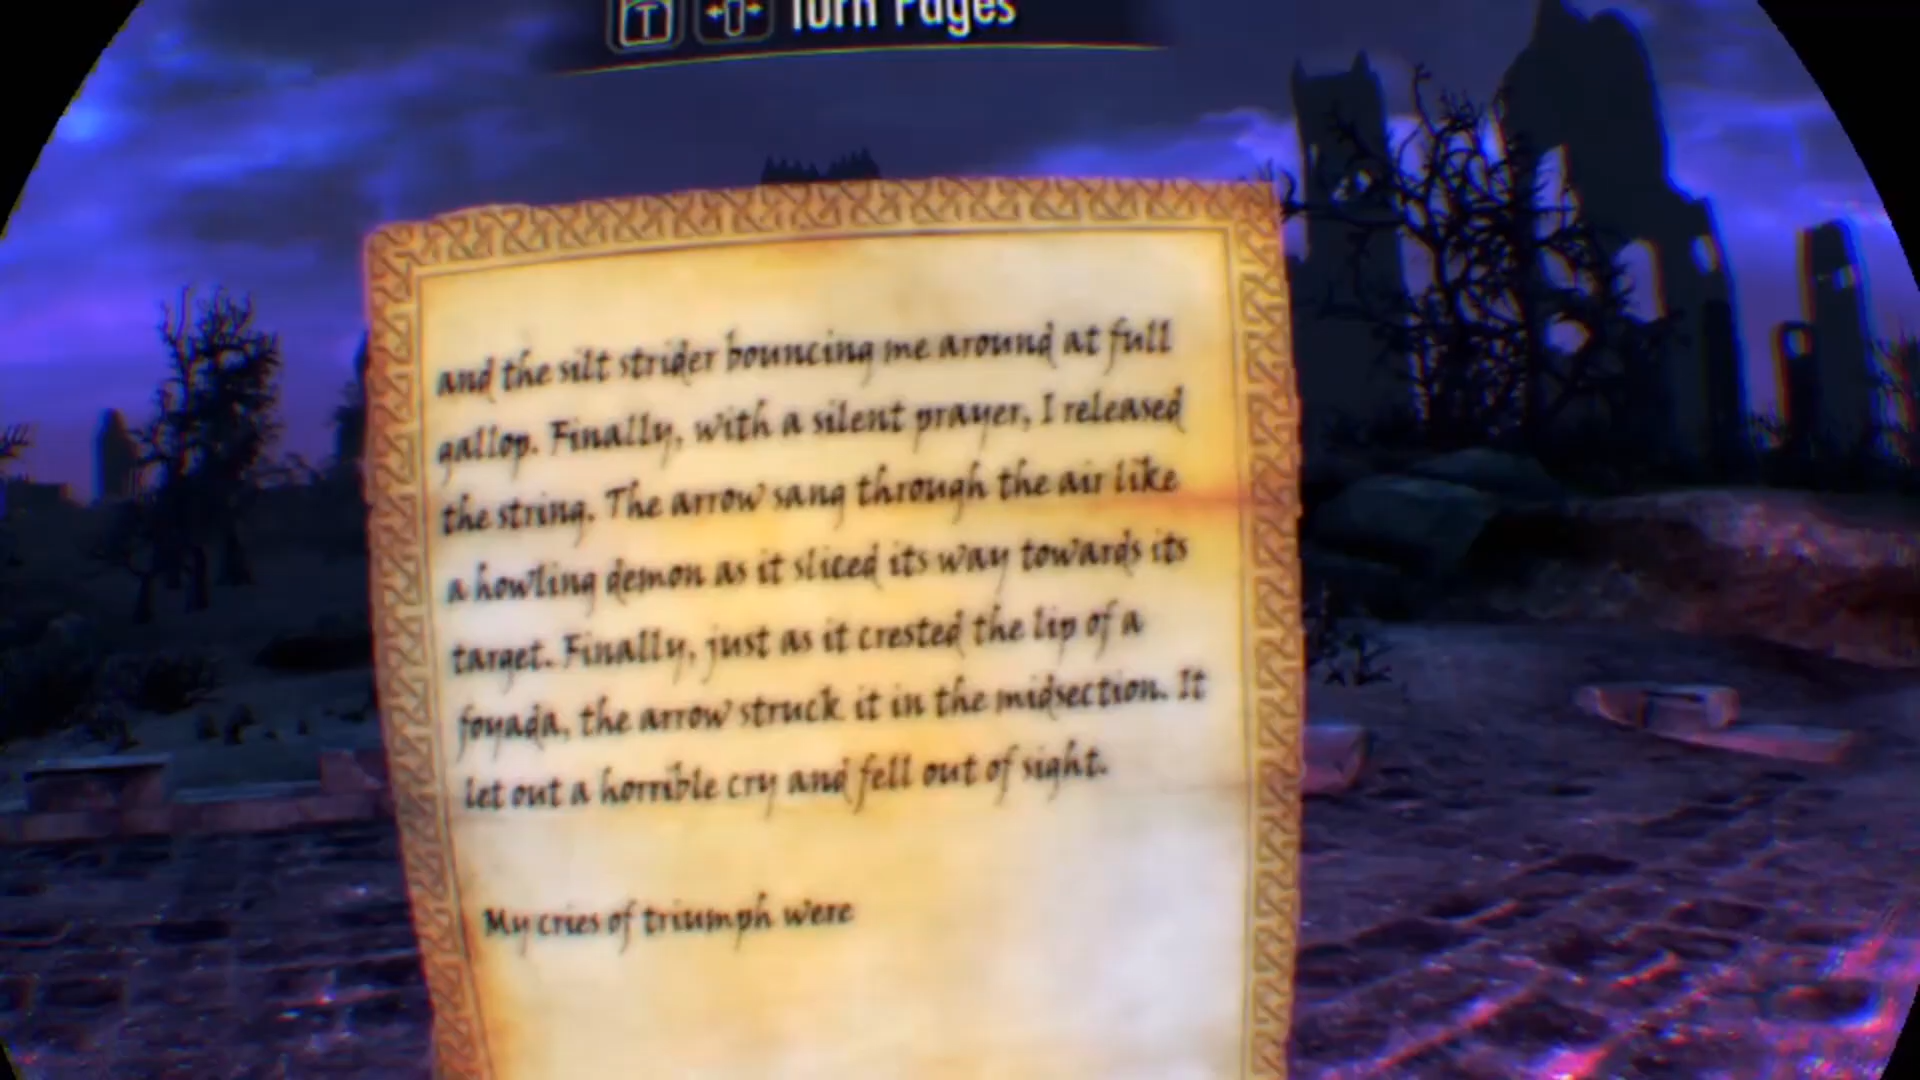 T Turn Pages
and the silt strider bouncing me around at full
gallop. Finally, with a silent prayer, I released
the string. The arrow sang through the air like
a howling demon as it sliced its way towards its
target. Finally, just as it crested the lip of a
foyada, the arrow struck it in the midsection. It
let out a horrible cry and fell out of sight.
My cries of triumph were